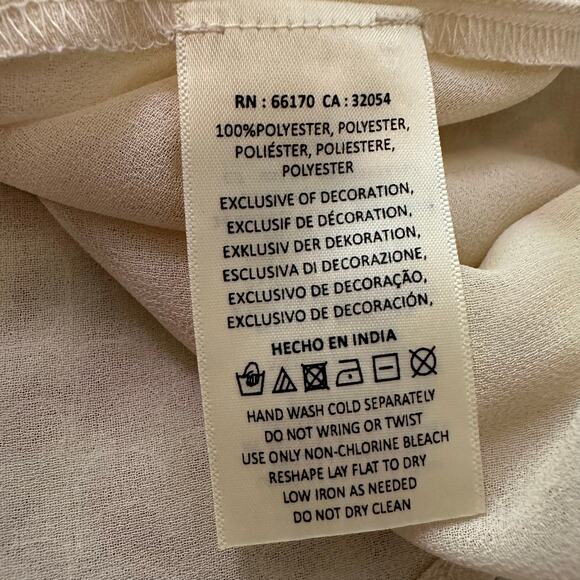 RN : 66170 CA : 32054
100%POLYESTER, POLYESTER,
POLIÉSTER, POLIESTERE,
POLYESTER
EXCLUSIVE OF DECORATION,
EXCLUSIF DE DÉCORATION,
EXKLUSIV DER DEKORATION,
ESCLUSIVA DI DECORAZIONE,
EXCLUSIVO DE DECORAÇÃO,
EXCLUSIVO DE DECORACIÓN,
HECHO EN INDIA
HAND WASH COLD SEPARATELY
DO NOT WRING OR TWIST
USE ONLY NON-CHLORINE BLEACH
RESHAPE LAY FLAT TO DRY
LOW IRON AS NEEDED
DO NOT DRY CLEAN